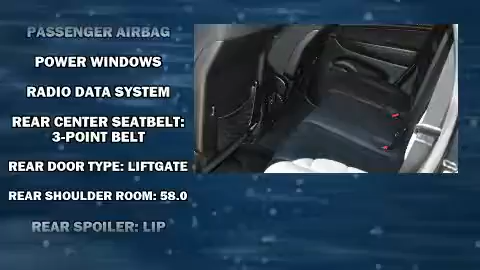 PASSENGER AIRBAG
POWER WINDOWS
RADIO DATA SYSTEM
REAR CENTER SEATBELT:
3-POINT BELT
REAR DOOR TYPE: LIFTGATE
REAR SHOULDER ROOM: 58.0
REAR SPOILER: LIP